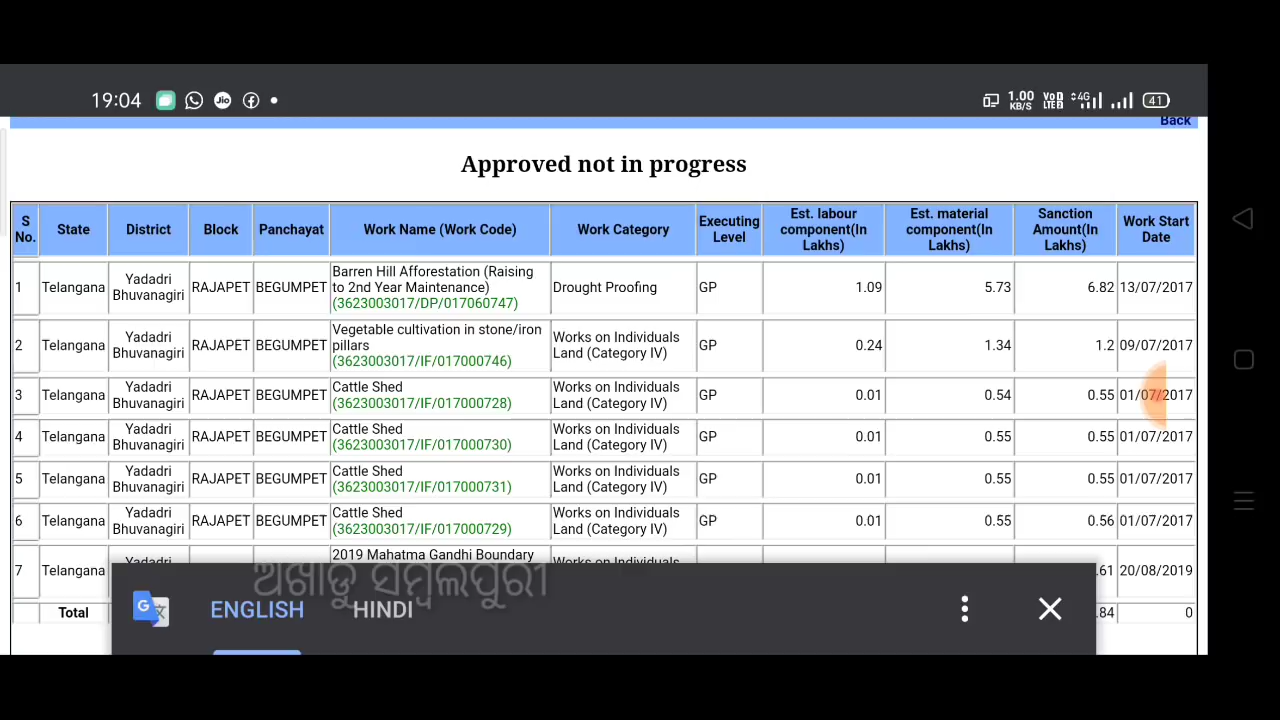 19:04
1.00 KB/S
VoD LTE 4G 41
Back
Approved not in progress
S No. State District Block Panchayat Work Name (Work Code) Work Category Executing Level Est. labour component(In Lakhs) Est. material component(In Lakhs) Sanction Amount(In Lakhs) Work Start Date
1 Telangana Yadadri Bhuvanagiri RAJAPET BEGUMPET Barren Hill Afforestation (Raising to 2nd Year Maintenance) (3623003017/DP/017060747) Drought Proofing GP 1.09 5.73 6.82 13/07/2017
2 Telangana Yadadri Bhuvanagiri RAJAPET BEGUMPET Vegetable cultivation in stone/iron pillars (3623003017/IF/017000746) Works on Individuals Land (Category IV) GP 0.24 1.34 1.2 09/07/2017
3 Telangana Yadadri Bhuvanagiri RAJAPET BEGUMPET Cattle Shed (3623003017/IF/017000728) Works on Individuals Land (Category IV) GP 0.01 0.54 0.55 01/07/2017
4 Telangana Yadadri Bhuvanagiri RAJAPET BEGUMPET Cattle Shed (3623003017/IF/017000730) Works on Individuals Land (Category IV) GP 0.01 0.55 0.55 01/07/2017
5 Telangana Yadadri Bhuvanagiri RAJAPET BEGUMPET Cattle Shed (3623003017/IF/017000731) Works on Individuals Land (Category IV) GP 0.01 0.55 0.55 01/07/2017
6 Telangana Yadadri Bhuvanagiri RAJAPET BEGUMPET Cattle Shed (3623003017/IF/017000729) Works on Individuals Land (Category IV) GP 0.01 0.55 0.56 01/07/2017
7 Telangana Yadadri 2019 Mahatma Gandhi Boundary Works on Individuals .61 20/08/2019
Total .84 0
ଅଖାଡୁ ସମ୍ବଲପୁରୀ
ENGLISH HINDI